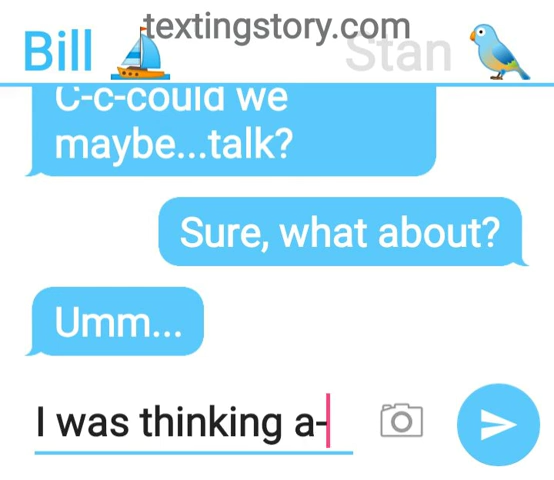 textingstory.com
Bill Stan
C-c-could we
maybe...talk?
Sure, what about?
Umm...
I was thinking a-